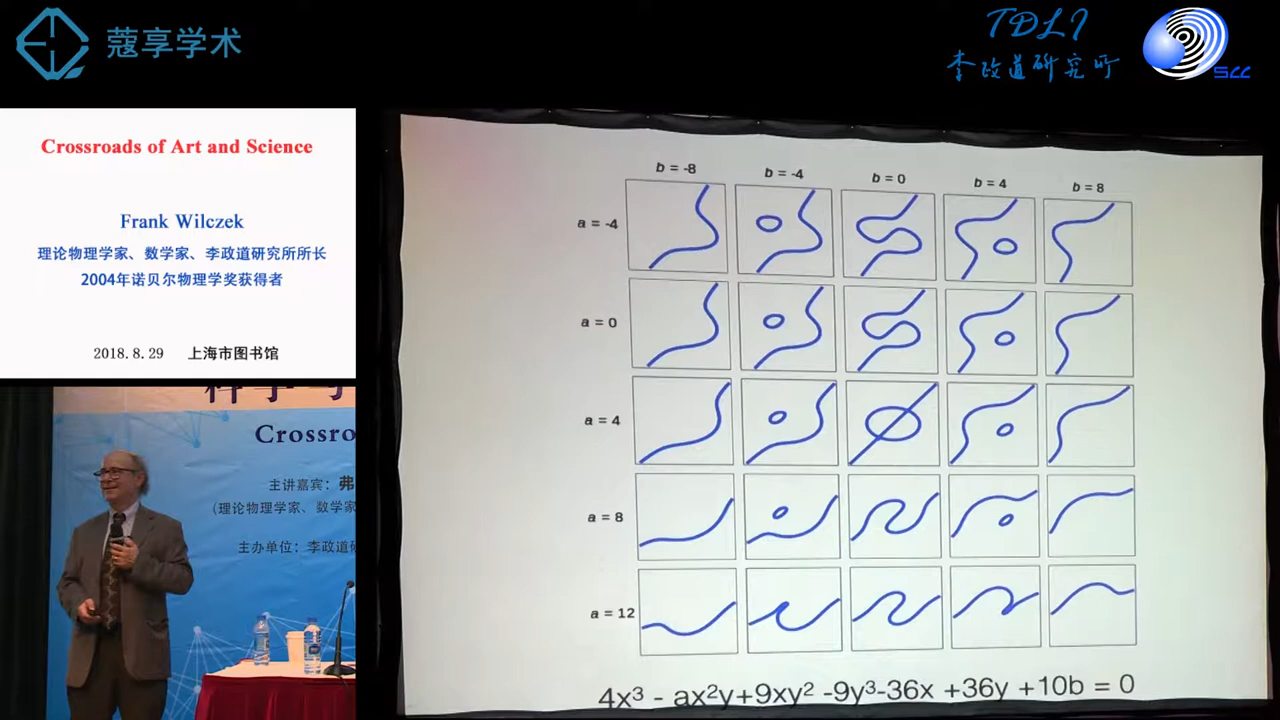 蔻享学术
TDLI
李政道研究所
SCC
Crossroads of Art and Science
Frank Wilczek
理论物理学家、数学家、李政道研究所所长
2004年诺贝尔物理学奖获得者
2018.8.29 上海市图书馆
Crossro
主讲嘉宾：弗
(理论物理学家、数学家
主办单位：李政道研
b = -8 b = -4 b = 0 b = 4 b = 8
a = -4
a = 0
a = 4
a = 8
a = 12
4x³ - ax²y+9xy² -9y³-36x +36y +10b = 0